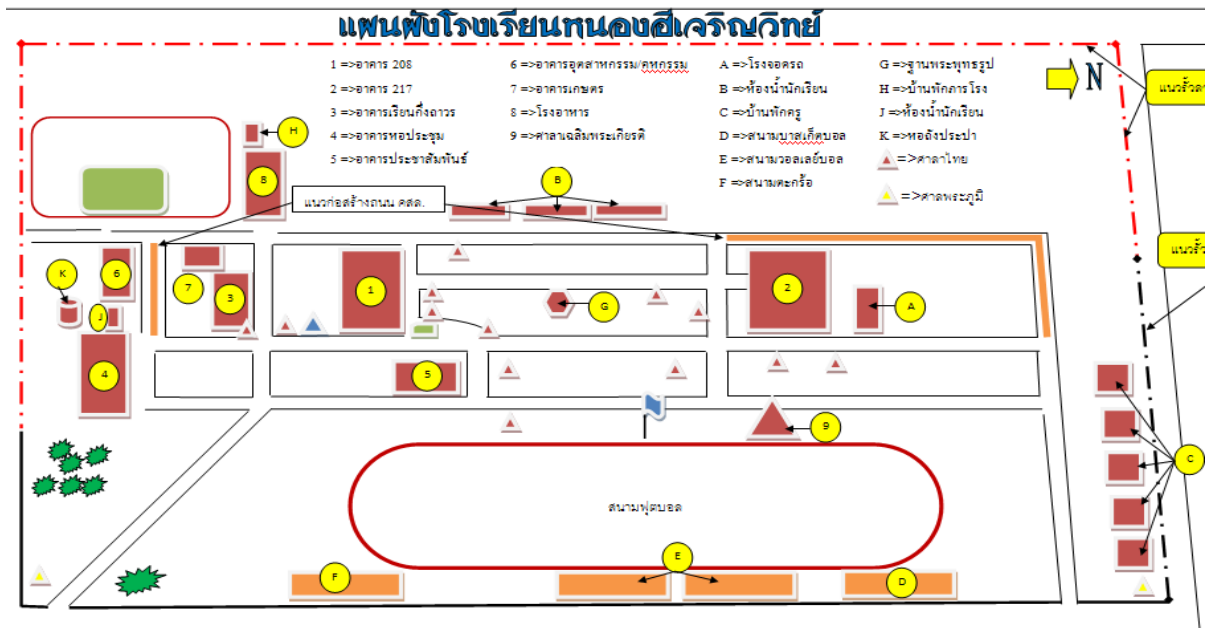 แผนผังโรงเรียนหนองฮีเจริญวิทย์
1 =>อาคาร 208
2 =>อาคาร 217
3 =>อาคารเรียนกึ่งถาวร
4 =>อาคารหอประชุม
5 =>อาคารประชาสัมพันธ์
6 =>อาคารอุตสาหกรรม/คหกรรม
7 =>อาคารเกษตร
8 =>โรงอาหาร
9 =>ศาลาเฉลิมพระเกียรติ
A =>โรงจอดรถ
B =>ห้องน้ำนักเรียน
C =>บ้านพักครู
D =>สนามบาสเก็ตบอล
E =>สนามวอลเลย์บอล
F =>สนามตะกร้อ
G =>ฐานพระพุทธรูป
H =>บ้านพักภารโรง
J =>ห้องน้ำนักเรียน
K =>หอถังประปา
=>ศาลาไทย
=>ศาลพระภูมิ
N
แนวรั้ว
แนวรั้ว
H
8
B
แนวก่อสร้างถนน คสล.
K
6
7
3
1
G
2
A
J
4
5
9
C
สนามฟุตบอล
F
E
D